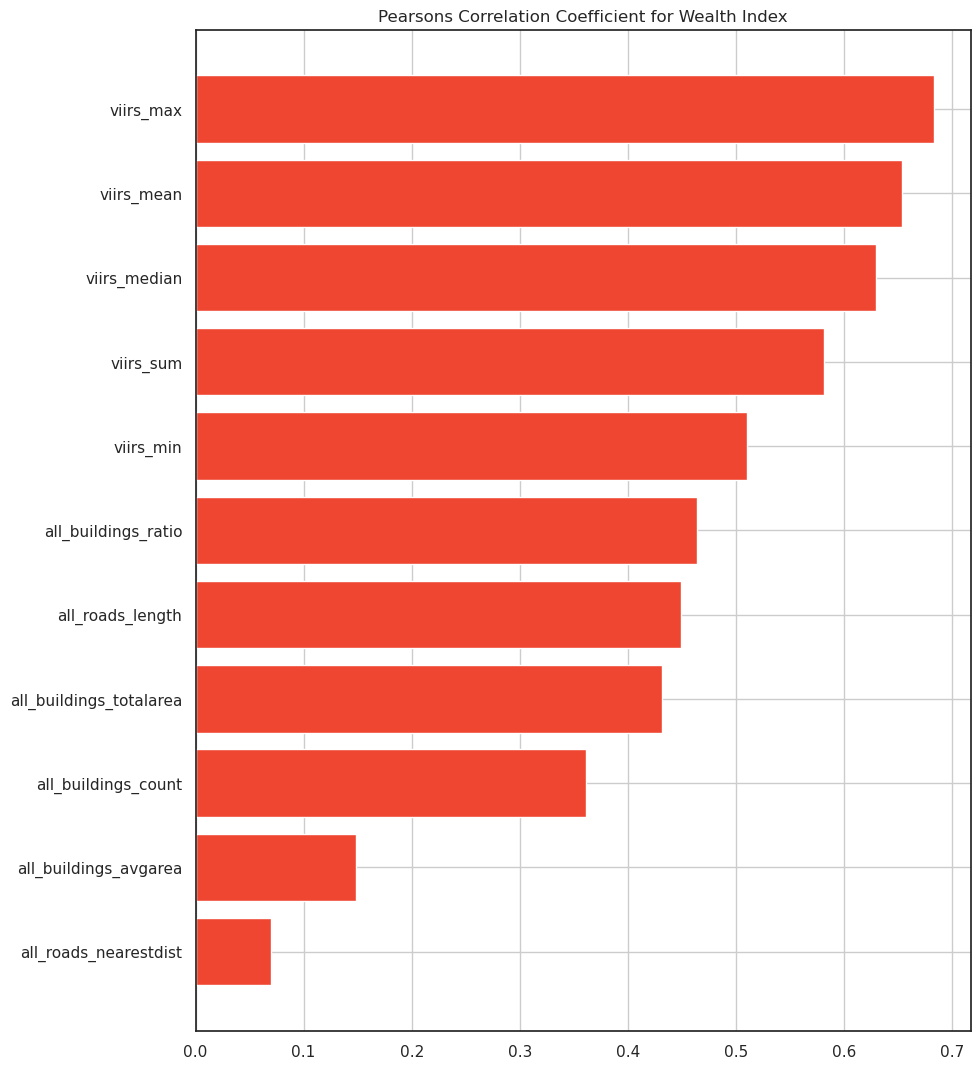 Pearsons Correlation Coefficient for Wealth Index
viirs_max
viirs_mean
viirs_median
viirs_sum
viirs_min
all_buildings_ratio
all_roads_length
all_buildings_totalarea
all_buildings_count
all_buildings_avgarea
all_roads_nearestdist
0.0 0.1 0.2 0.3 0.4 0.5 0.6 0.7